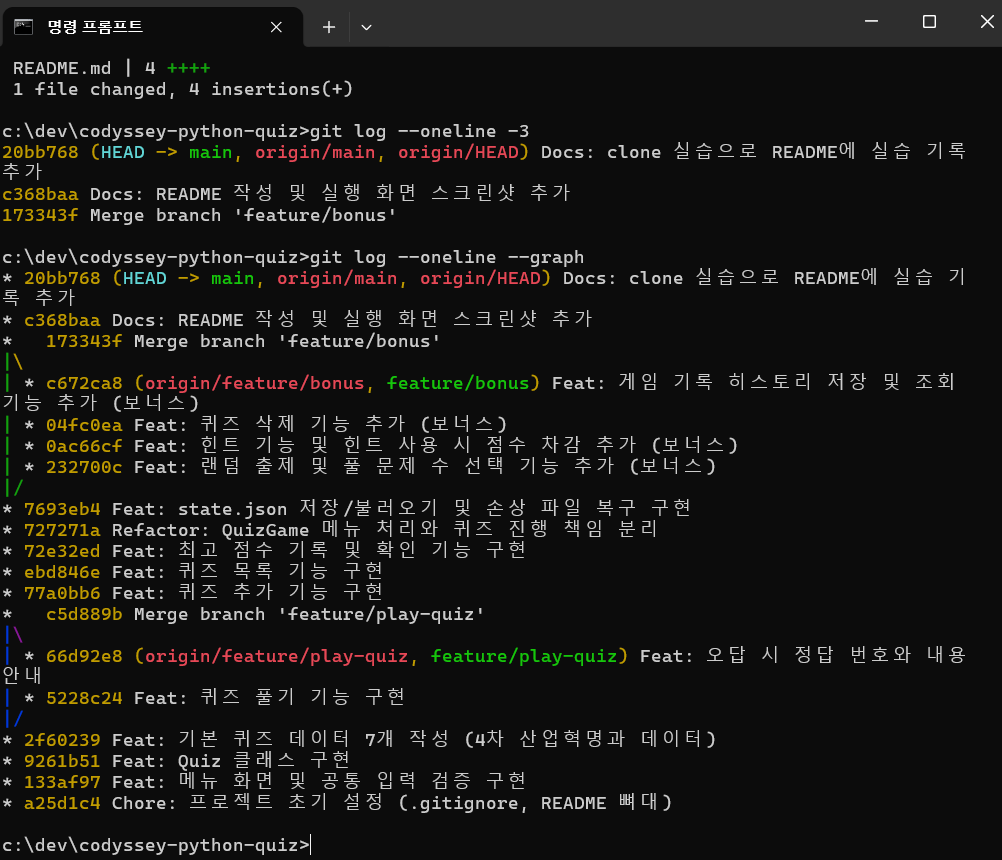 명령 프롬프트
README.md | 4 ++++
1 file changed, 4 insertions(+)
c:\dev\codyssey-python-quiz>git log --oneline -3
20bb768 (HEAD -> main, origin/main, origin/HEAD) Docs: clone 실습으로 README에 실습 기록
추가
c368baa Docs: README 작성 및 실행 화면 스크린샷 추가
173343f Merge branch 'feature/bonus'
c:\dev\codyssey-python-quiz>git log --oneline --graph
* 20bb768 (HEAD -> main, origin/main, origin/HEAD) Docs: clone 실습으로 README에 실습 기
록 추가
* c368baa Docs: README 작성 및 실행 화면 스크린샷 추가
*   173343f Merge branch 'feature/bonus'
|\
| * c672ca8 (origin/feature/bonus, feature/bonus) Feat: 게임 기록 히스토리 저장 및 조회
기능 추가 (보너스)
| * 04fc0ea Feat: 퀴즈 삭제 기능 추가 (보너스)
| * 0ac66cf Feat: 힌트 기능 및 힌트 사용 시 점수 차감 추가 (보너스)
| * 232700c Feat: 랜덤 출제 및 풀 문제 수 선택 기능 추가 (보너스)
|/
* 7693eb4 Feat: state.json 저장/불러오기 및 손상 파일 복구 구현
* 727271a Refactor: QuizGame 메뉴 처리와 퀴즈 진행 책임 분리
* 72e32ed Feat: 최고 점수 기록 및 확인 기능 구현
* ebd846e Feat: 퀴즈 목록 기능 구현
* 77a0bb6 Feat: 퀴즈 추가 기능 구현
*   c5d889b Merge branch 'feature/play-quiz'
|\
| * 66d92e8 (origin/feature/play-quiz, feature/play-quiz) Feat: 오답 시 정답 번호와 내용
안내
| * 5228c24 Feat: 퀴즈 풀기 기능 구현
|/
* 2f60239 Feat: 기본 퀴즈 데이터 7개 작성 (4차 산업혁명과 데이터)
* 9261b51 Feat: Quiz 클래스 구현
* 133af97 Feat: 메뉴 화면 및 공통 입력 검증 구현
* a25d1c4 Chore: 프로젝트 초기 설정 (.gitignore, README 뼈대)
c:\dev\codyssey-python-quiz>